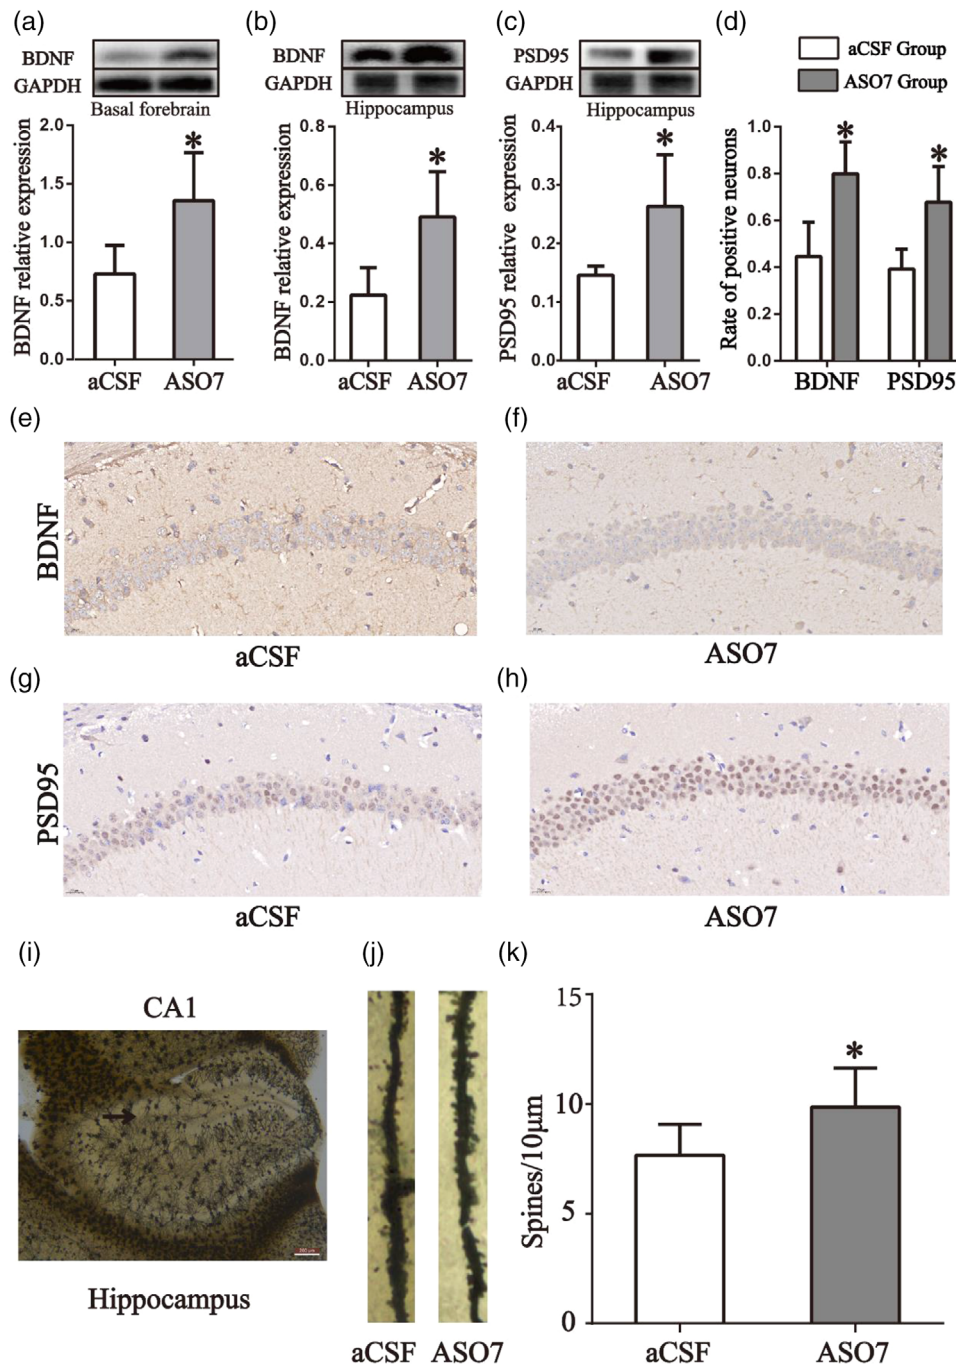 (a)
BDNF
GAPDH
Basal forebrain
BDNF relative expression
2.0
1.5
1.0
0.5
0.0
*
aCSF
ASO7
(b)
BDNF
GAPDH
Hippocampus
BDNF relative expression
0.8
0.6
0.4
0.2
0.0
*
aCSF
ASO7
(c)
PSD95
GAPDH
Hippocampus
PSD95 relative expression
0.4
0.3
0.2
0.1
0.0
*
aCSF
ASO7
(d)
aCSF Group
ASO7 Group
Rate of positive neurons
1.0
0.8
0.6
0.4
0.2
0.0
*
*
BDNF
PSD95
(e)
BDNF
aCSF
(f)
ASO7
(g)
PSD95
aCSF
(h)
ASO7
(i)
CA1
Hippocampus
(j)
aCSF
ASO7
(k)
Spines/10μm
15
10
5
0
*
aCSF
ASO7